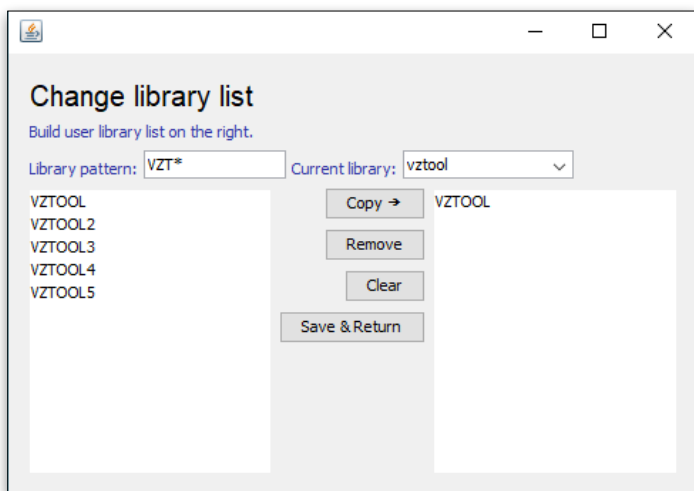 Change library list
Build user library list on the right.
Library pattern: VZT* Current library: vztool
VZTOOL Copy → VZTOOL
VZTOOL2
Remove
VZTOOL3
VZTOOL4
Clear
VZTOOL5
Save & Return